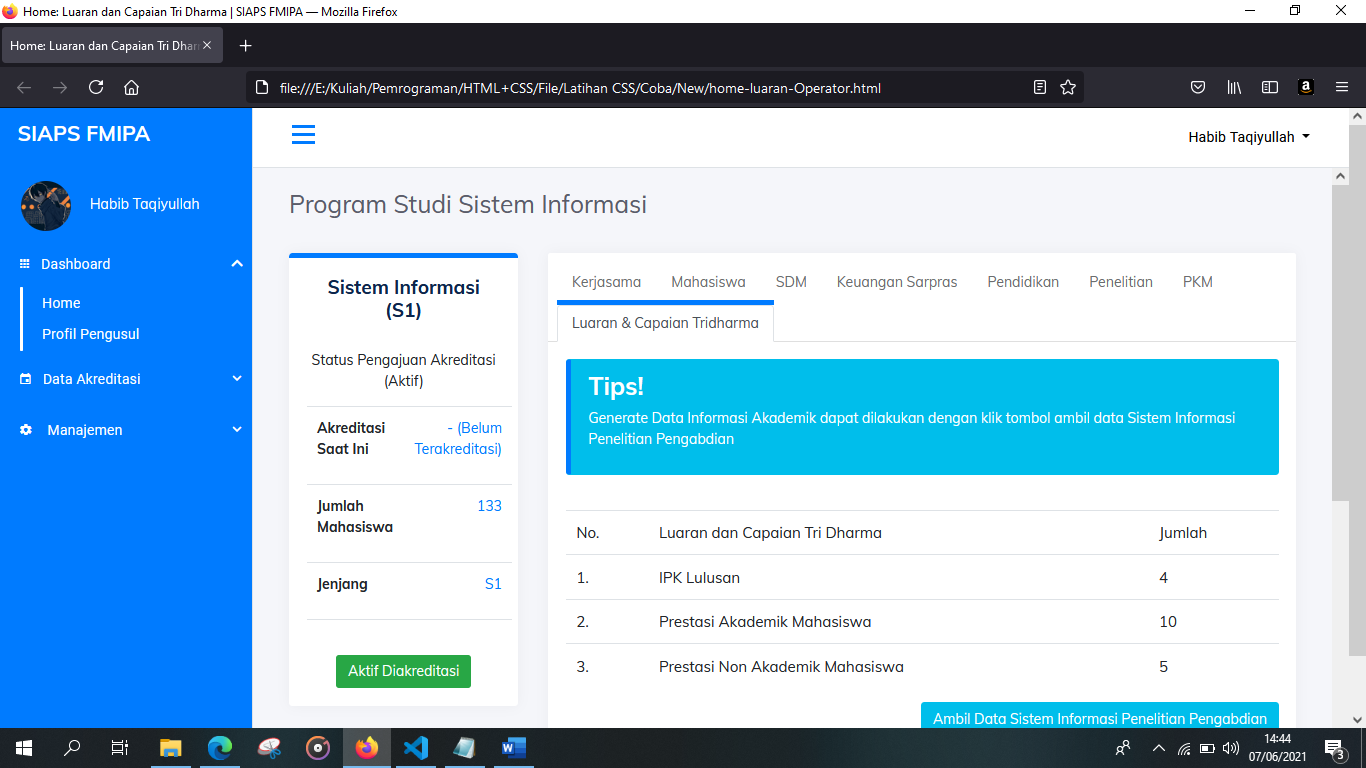 Home: Luaran dan Capaian Tri Dharma | SIAPS FMIPA — Mozilla Firefox
Home: Luaran dan Capaian Tri Dhar
file:///E:/Kuliah/Pemrograman/HTML+CSS/File/Latihan CSS/Coba/New/home-luaran-Operator.html
SIAPS FMIPA
Habib Taqiyullah
Habib Taqiyullah
Dashboard
Home
Profil Pengusul
Data Akreditasi
Manajemen
Program Studi Sistem Informasi
Sistem Informasi
(S1)
Status Pengajuan Akreditasi
(Aktif)
Akreditasi Saat Ini - (Belum Terakreditasi)
Jumlah Mahasiswa 133
Jenjang S1
Aktif Diakreditasi
Kerjasama Mahasiswa SDM Keuangan Sarpras Pendidikan Penelitian PKM
Luaran & Capaian Tridharma
Tips!
Generate Data Informasi Akademik dapat dilakukan dengan klik tombol ambil data Sistem Informasi
Penelitian Pengabdian
No. Luaran dan Capaian Tri Dharma Jumlah
1. IPK Lulusan 4
2. Prestasi Akademik Mahasiswa 10
3. Prestasi Non Akademik Mahasiswa 5
Ambil Data Sistem Informasi Penelitian Pengabdian
14:44
07/06/2021
3